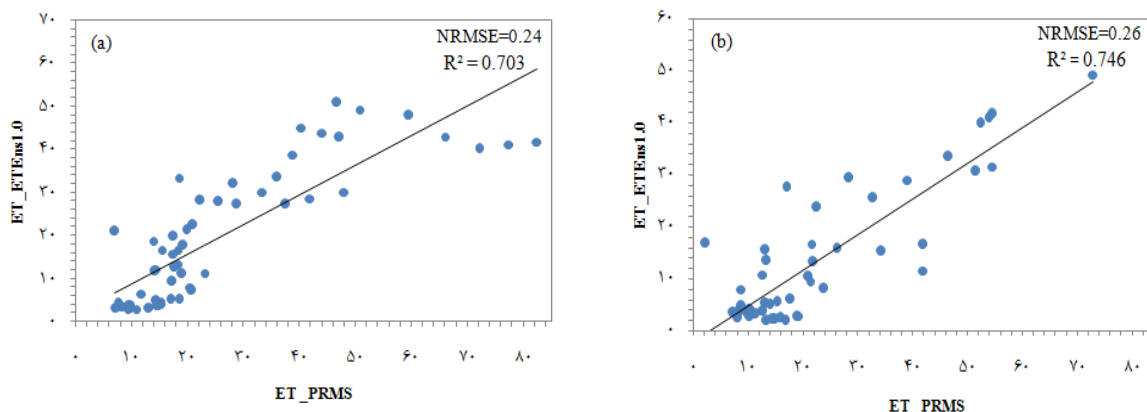 (a)
NRMSE=0.24
R² = 0.703
ET_ETEns1.0
۷۰
۶۰
۵۰
۴۰
۳۰
۲۰
۱۰
۰
۰ ۱۰ ۲۰ ۳۰ ۴۰ ۵۰ ۶۰ ۷۰ ۸۰
ET_PRMS
(b)
NRMSE=0.26
R² = 0.746
ET_ETEns1.0
۶۰
۵۰
۴۰
۳۰
۲۰
۱۰
۰
۰ ۱۰ ۲۰ ۳۰ ۴۰ ۵۰ ۶۰ ۷۰ ۸۰
ET PRMS